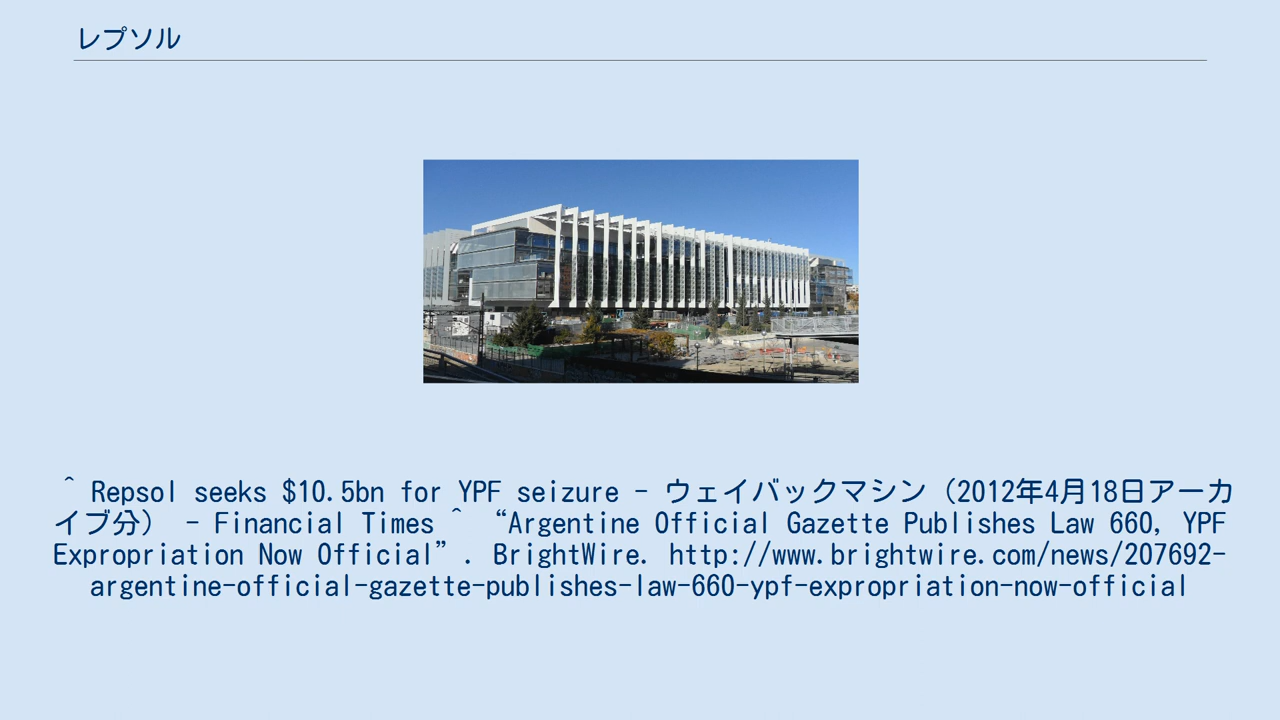 レプソル
^ Repsol seeks $10.5bn for YPF seizure - ウェイバックマシン（2012年4月18日アーカ
イブ分） - Financial Times ^ “Argentine Official Gazette Publishes Law 660, YPF
Expropriation Now Official”. BrightWire. http://www.brightwire.com/news/207692-
argentine-official-gazette-publishes-law-660-ypf-expropriation-now-official